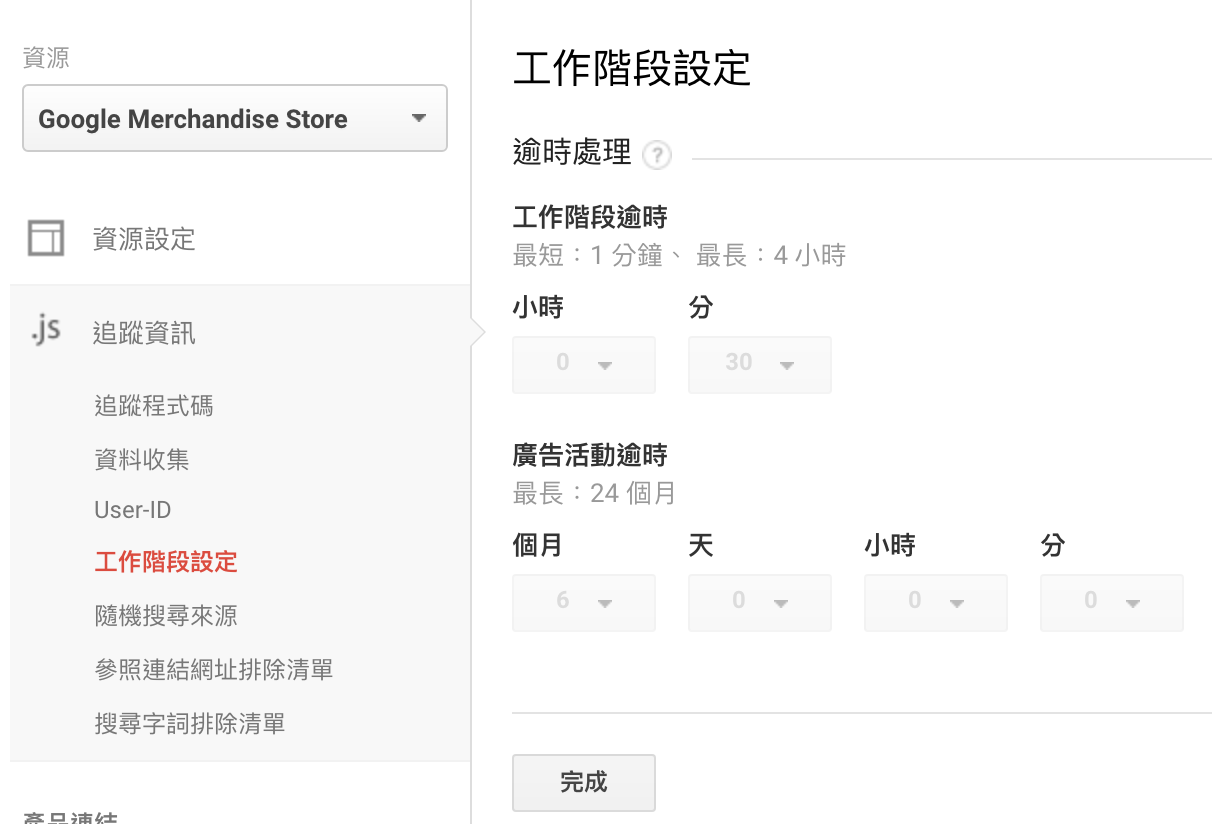 資源
Google Merchandise Store
資源設定
.js 追蹤資訊
追蹤程式碼
資料收集
User-ID
工作階段設定
隨機搜尋來源
參照連結網址排除清單
搜尋字詞排除清單
產品連結
工作階段設定
逾時處理 ?
工作階段逾時
最短：1 分鐘、 最長：4 小時
小時 分
0 30
廣告活動逾時
最長：24 個月
個月 天 小時 分
6 0 0 0
完成